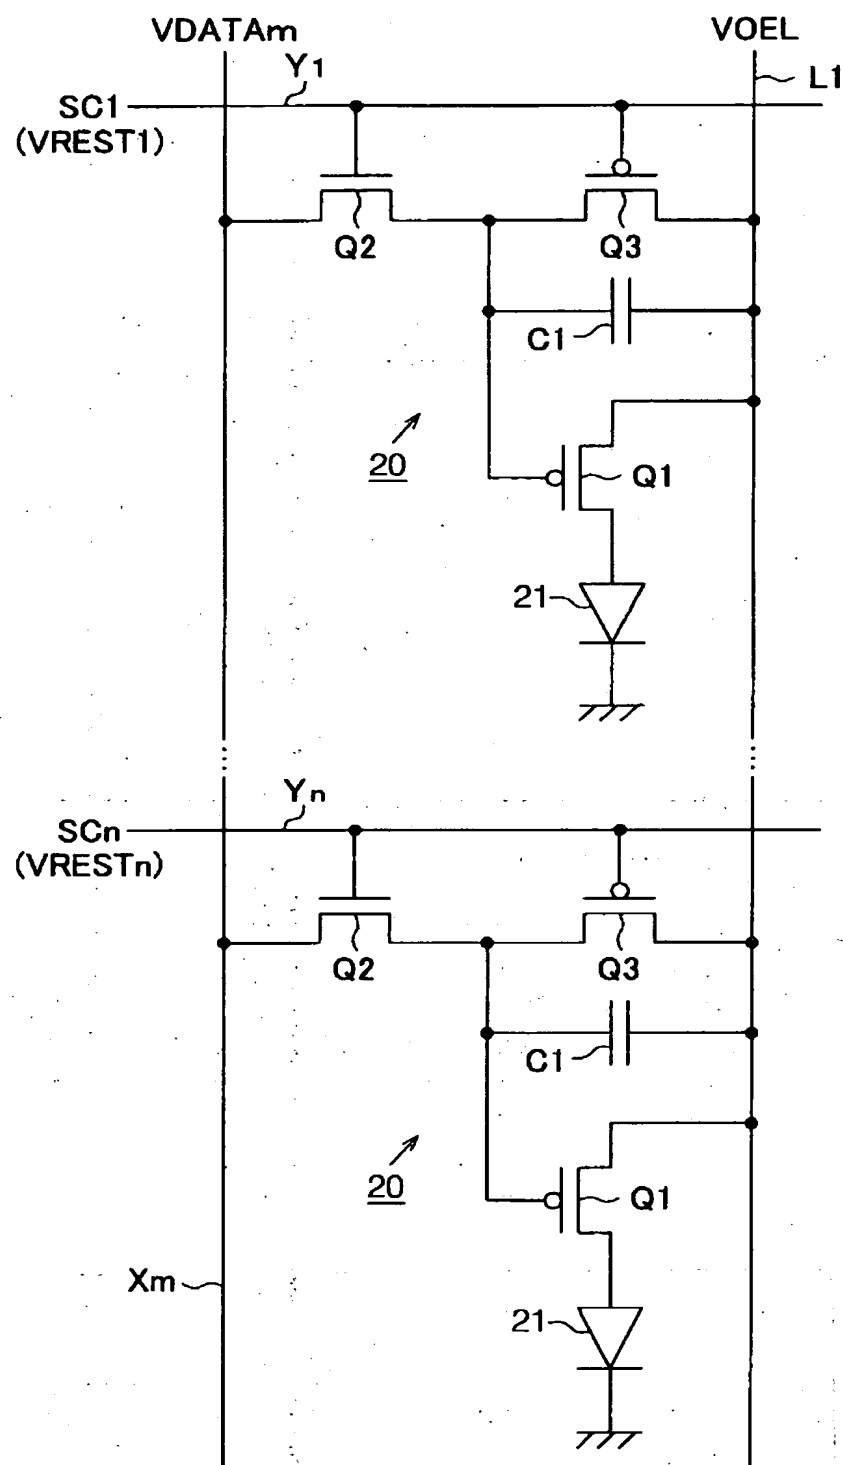 VDATAm
VOEL
Y1
L1
SC1
(VREST1)
Q2
Q3
C1
20
Q1
21
Yn
SCn
(VRESTn)
Q2
Q3
C1
20
Q1
Xm
21